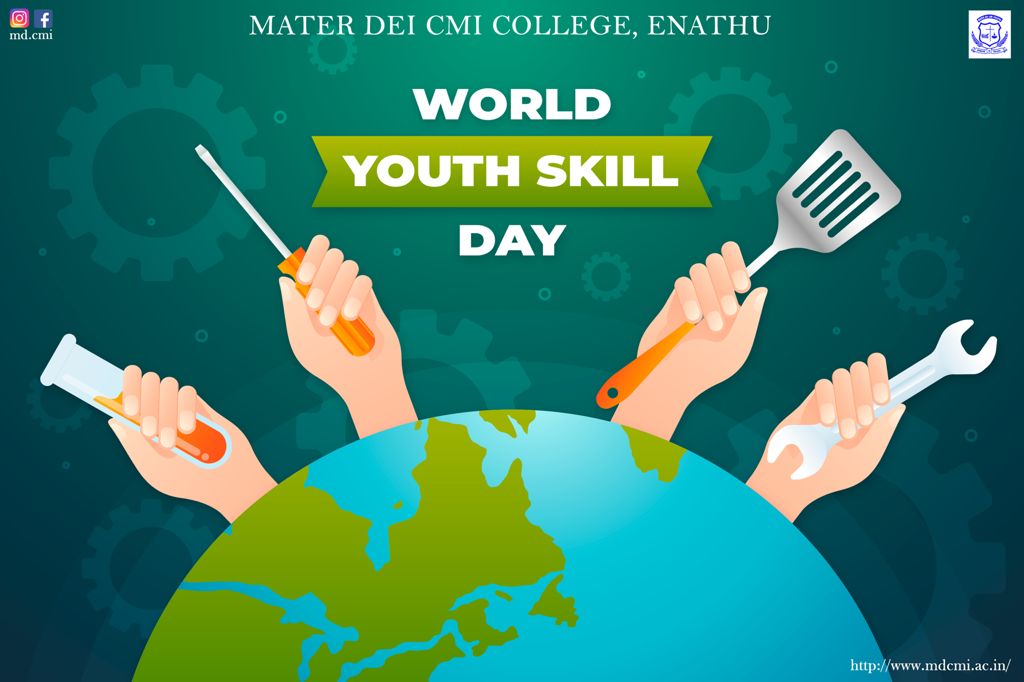 md.cmi
MATER DEI CMI COLLEGE, ENATHU
WORLD
YOUTH SKILL
DAY
http://www.mdcmi.ac.in/